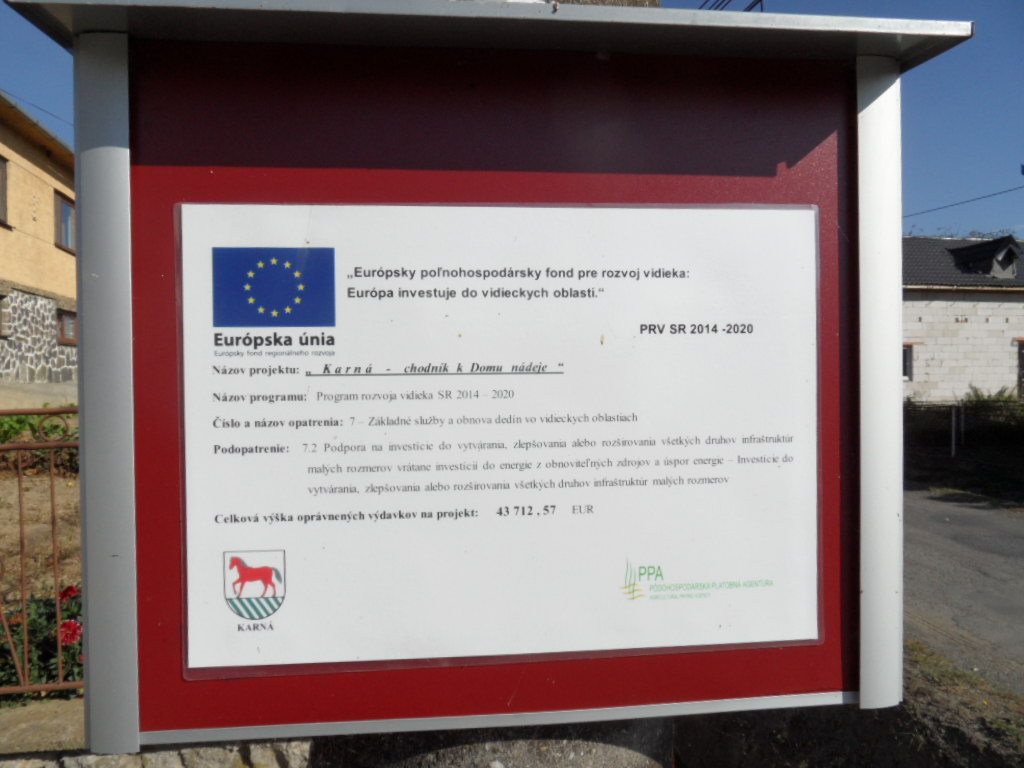 „Európsky poľnohospodársky fond pre rozvoj vidieka:
Európa investuje do vidieckych oblastí.“
PRV SR 2014 -2020
Európska únia
Európsky fond regionálneho rozvoja
Názov projektu: „ Karná - chodník k Domu nádeje “
Názov programu: Program rozvoja vidieka SR 2014 – 2020
Číslo a názov opatrenia: 7 – Základné služby a obnova dedín vo vidieckych oblastiach
Podopatrenie: 7.2 Podpora na investície do vytvárania, zlepšovania alebo rozširovania všetkých druhov infraštruktúr
malých rozmerov vrátane investícií do energie z obnoviteľných zdrojov a úspor energie – Investície do
vytvárania, zlepšovania alebo rozširovania všetkých druhov infraštruktúr malých rozmerov
Celková výška oprávnených výdavkov na projekt: 43 712 , 57 EUR
KARNÁ
PPA
PÔDOHOSPODÁRSKA PLATOBNÁ AGENTÚRA